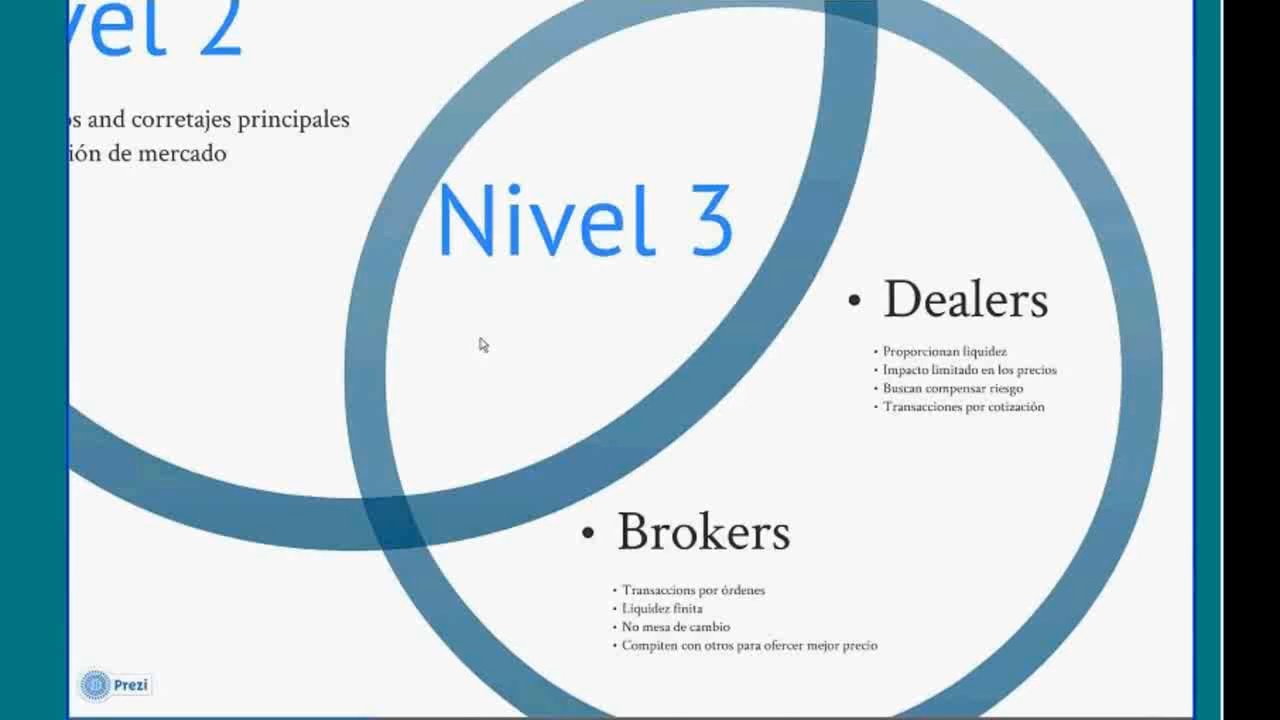 vel 2
os and corretajes principales
ión de mercado
Nivel 3
• Dealers
• Proporcionan liquidez
• Impacto limitado en los precios
• Buscan compensar riesgo
• Transacciones por cotización
• Brokers
• Transaccions por órdenes
• Liquidez finita
• No mesa de cambio
• Compiten con otros para ofercer mejor precio
Prezi